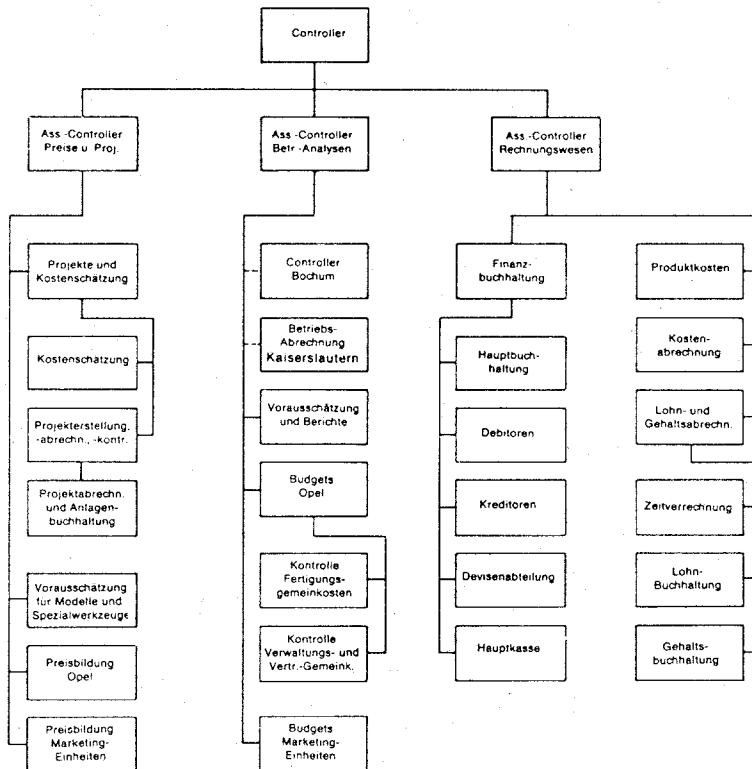 Controller
Ass.-Controller
Preise u. Proj.
Ass.-Controller
Betr.-Analysen
Ass.-Controller
Rechnungswesen
Projekte und
Kostenschätzung
Kostenschätzung
Projekterstellung,
-abrechn., -kontr.
Projektabrechn.
und Anlagen-
buchhaltung
Vorausschätzung
für Modelle und
Spezialwerkzeuge
Preisbildung
Opel
Preisbildung
Marketing-
Einheiten
Controller
Bochum
Betriebs-
Abrechnung
Kaiserslautern
Vorausschätzung
und Berichte
Budgets
Opel
Kontrolle
Fertigungs-
gemeinkosten
Kontrolle
Verwaltungs- und
Vertr.-Gemeink.
Budgets
Marketing-
Einheiten
Finanz-
buchhaltung
Hauptbuch-
haltung
Debitoren
Kreditoren
Devisenabteilung
Hauptkasse
Produktkosten
Kosten-
abrechnung
Lohn- und
Gehaltsabrechn.
Zeitverrechnung
Lohn-
Buchhaltung
Gehalts-
buchhaltung